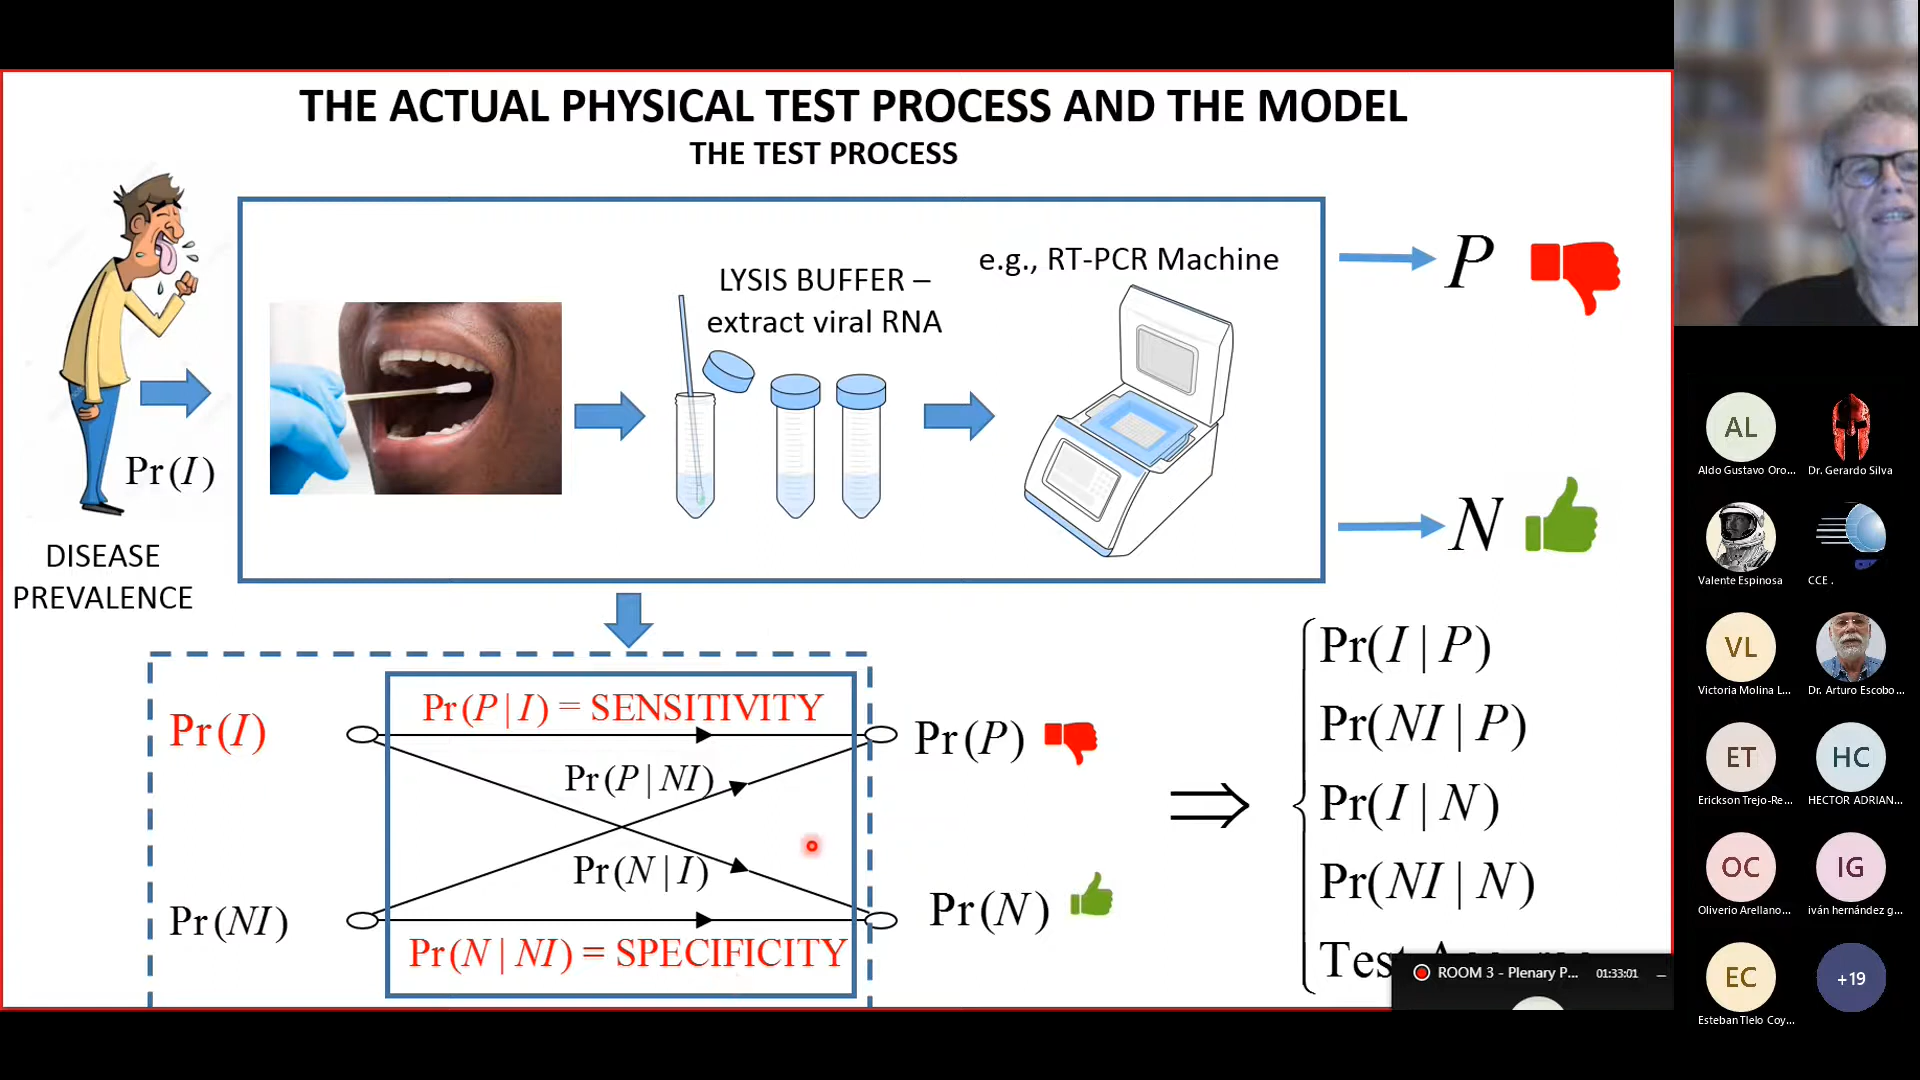 THE ACTUAL PHYSICAL TEST PROCESS AND THE MODEL
THE TEST PROCESS
LYSIS BUFFER –
extract viral RNA
e.g., RT-PCR Machine
P
N
Pr(I)
DISEASE
PREVALENCE
Pr(I)
Pr(P | I) = SENSITIVITY
Pr(P)
Pr(P | NI)
Pr(N | I)
Pr(NI)
Pr(N | NI) = SPECIFICITY
Pr(N)
⇒
Pr(I | P)
Pr(NI | P)
Pr(I | N)
Pr(NI | N)
ROOM 3 - Plenary P... 01:33:01
AL
Aldo Gustavo Oro...
Dr. Gerardo Silva
Valente Espinosa
CCE .
VL
Victoria Molina L...
Dr. Arturo Escobo...
ET
Erickson Trejo-Re...
HC
HECTOR ADRIAN...
OC
Oliverio Arellano...
IG
iván hernández g...
EC
Esteban Tlelo Coy...
+19